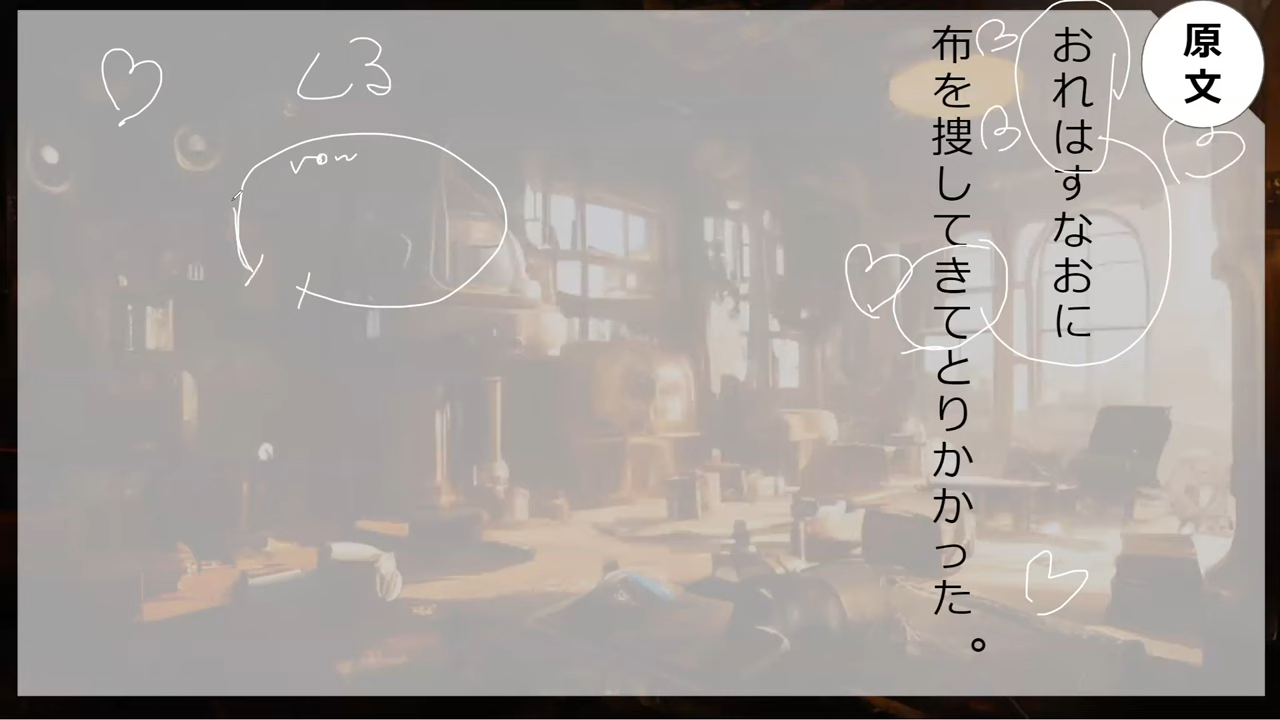 原文
おれはすなおに
布を捜してきてとりかかった。